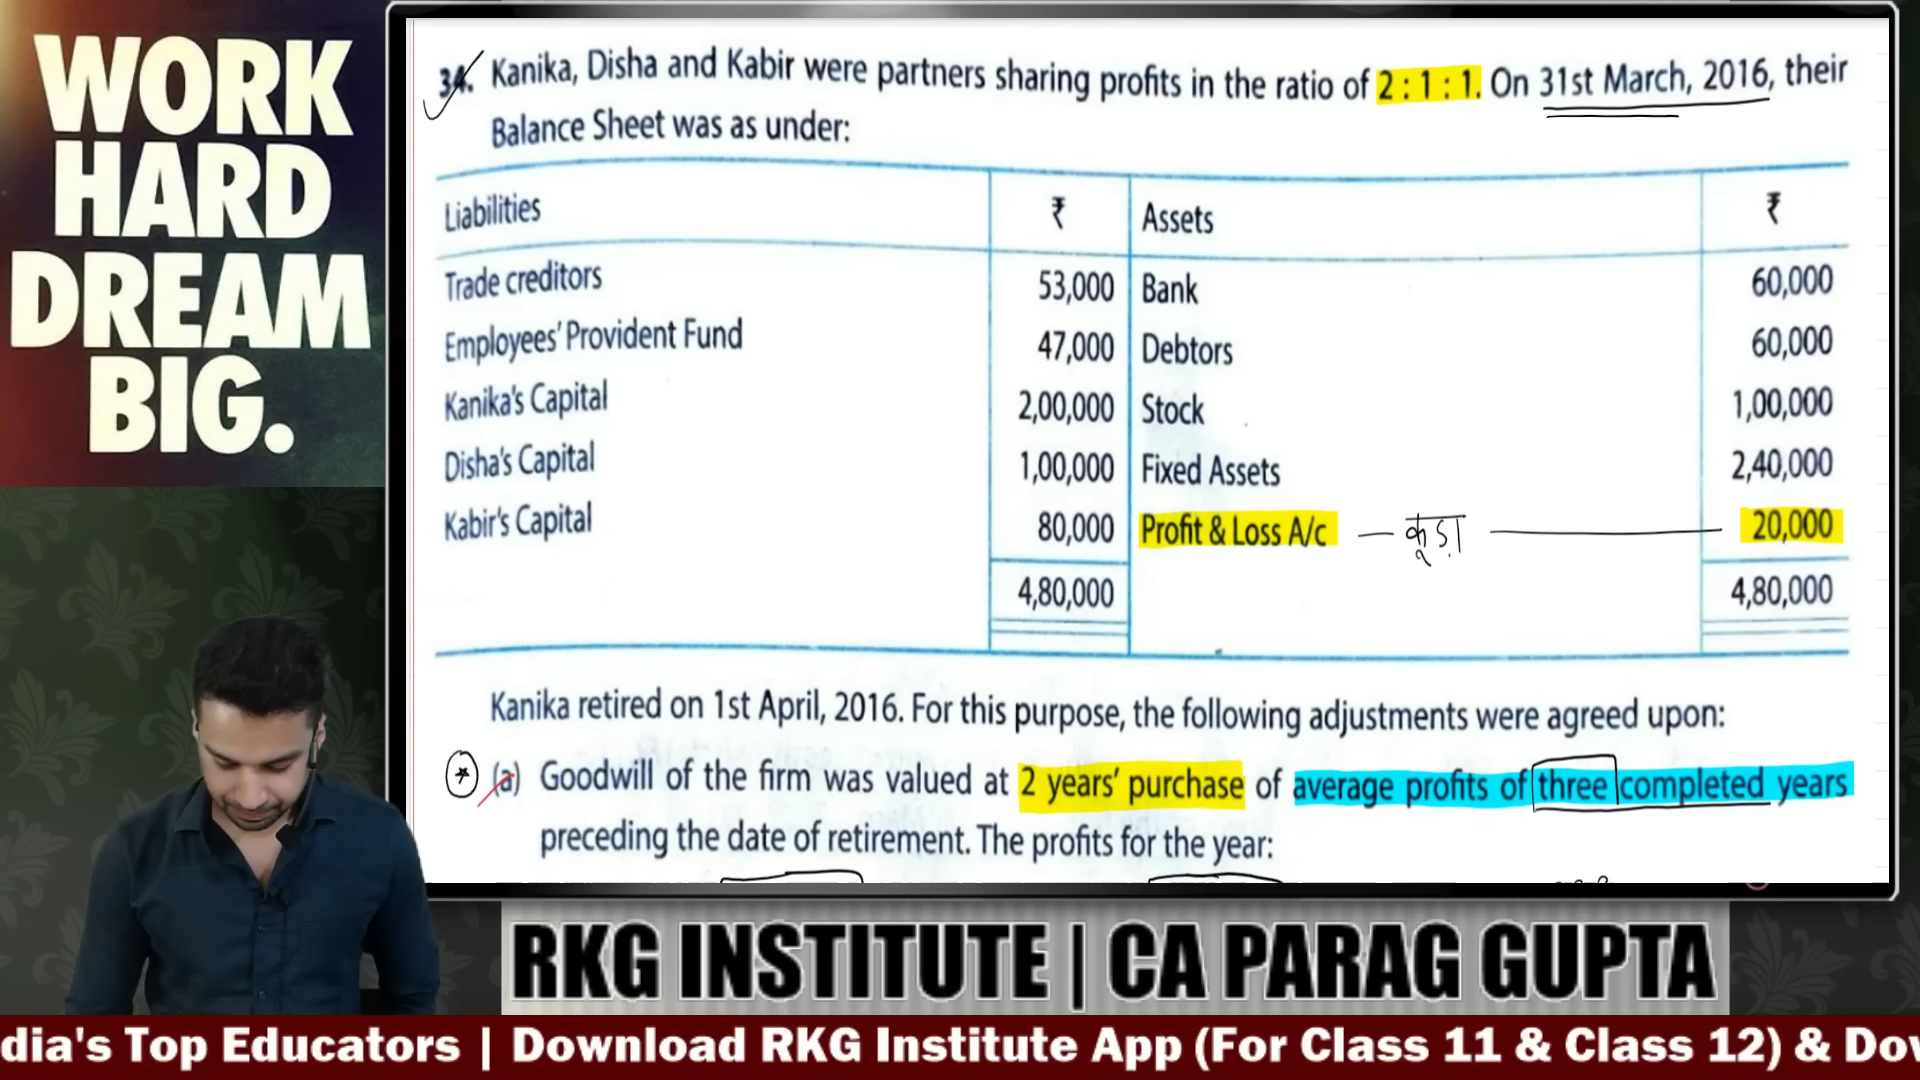 WORK
HARD
DREAM
BIG.
34. Kanika, Disha and Kabir were partners sharing profits in the ratio of 2 : 1 : 1. On 31st March, 2016, their
Balance Sheet was as under:
Liabilities ₹ Assets ₹
Trade creditors 53,000 Bank 60,000
Employees' Provident Fund 47,000 Debtors 60,000
Kanika's Capital 2,00,000 Stock 1,00,000
Disha's Capital 1,00,000 Fixed Assets 2,40,000
Kabir's Capital 80,000 Profit & Loss A/c — कूड़ा — 20,000
4,80,000 4,80,000
Kanika retired on 1st April, 2016. For this purpose, the following adjustments were agreed upon:
(a) Goodwill of the firm was valued at 2 years' purchase of average profits of three completed years
preceding the date of retirement. The profits for the year:
RKG INSTITUTE | CA PARAG GUPTA
dia's Top Educators | Download RKG Institute App (For Class 11 & Class 12) & Dov